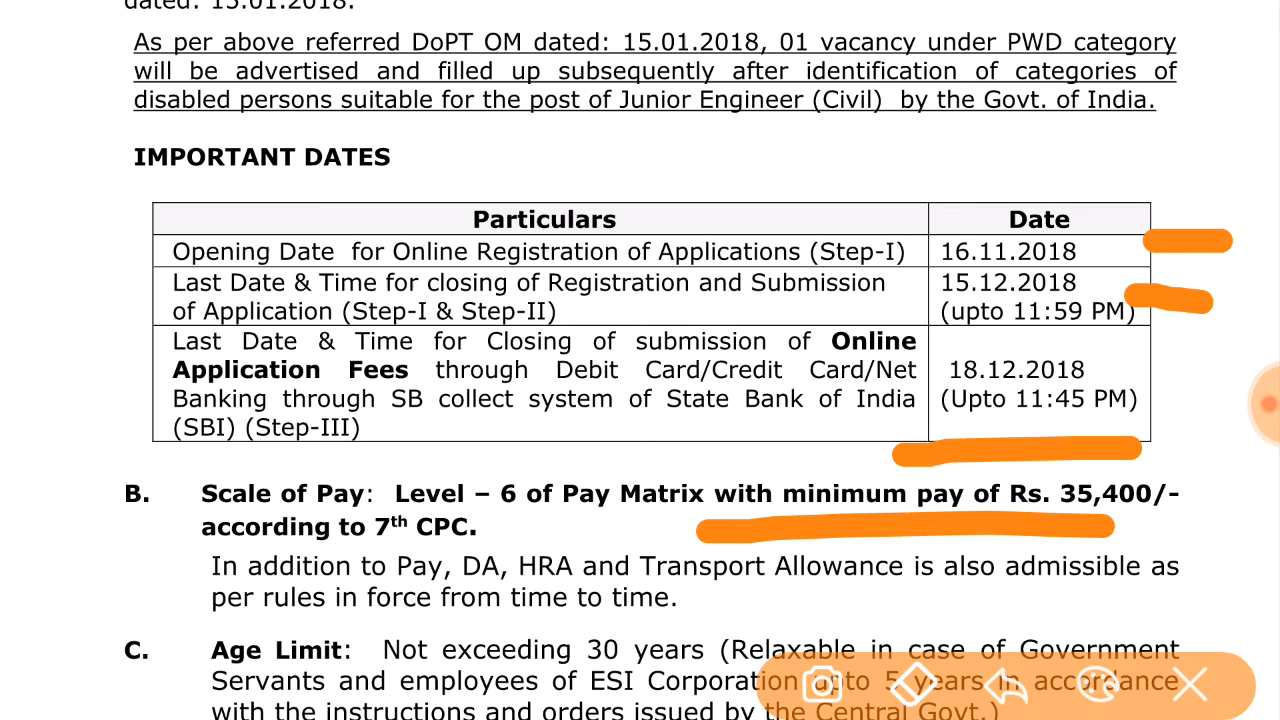 dated: 15.01.2018.
As per above referred DoPT OM dated: 15.01.2018, 01 vacancy under PWD category
will be advertised and filled up subsequently after identification of categories of
disabled persons suitable for the post of Junior Engineer (Civil)  by the Govt. of India.
IMPORTANT DATES
Particulars Date
Opening Date  for Online Registration of Applications (Step-I) 16.11.2018
Last Date & Time for closing of Registration and Submission 15.12.2018
of Application (Step-I & Step-II) (upto 11:59 PM)
Last Date & Time for Closing of submission of Online
Application Fees through Debit Card/Credit Card/Net 18.12.2018
Banking through SB collect system of State Bank of India (Upto 11:45 PM)
(SBI) (Step-III)
B. Scale of Pay: Level – 6 of Pay Matrix with minimum pay of Rs. 35,400/-
according to 7th CPC.
In addition to Pay, DA, HRA and Transport Allowance is also admissible as
per rules in force from time to time.
C. Age Limit: Not exceeding 30 years (Relaxable in case of Government
Servants and employees of ESI Corporation upto 5 years in accordance
with the instructions and orders issued by the Central Govt.)